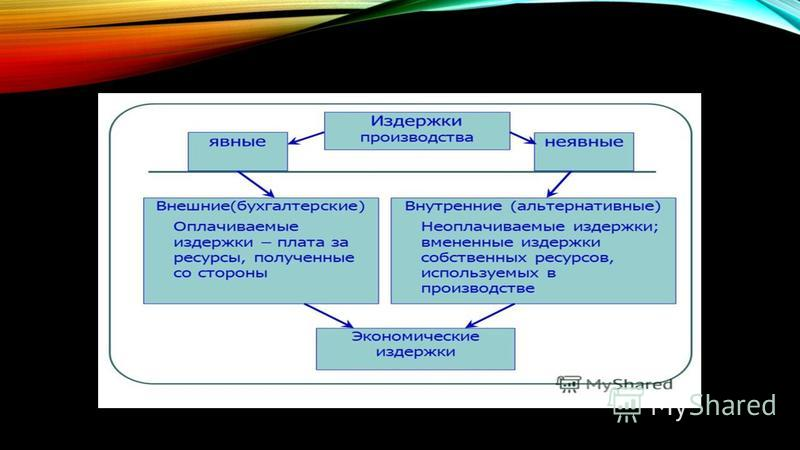 Издержки
производства
явные
неявные
Внешние(бухгалтерские)
Оплачиваемые
издержки – плата за
ресурсы, полученные
со стороны
Внутренние (альтернативные)
Неоплачиваемые издержки;
вмененные издержки
собственных ресурсов,
используемых в
производстве
Экономические
издержки
MyShared
MyShared